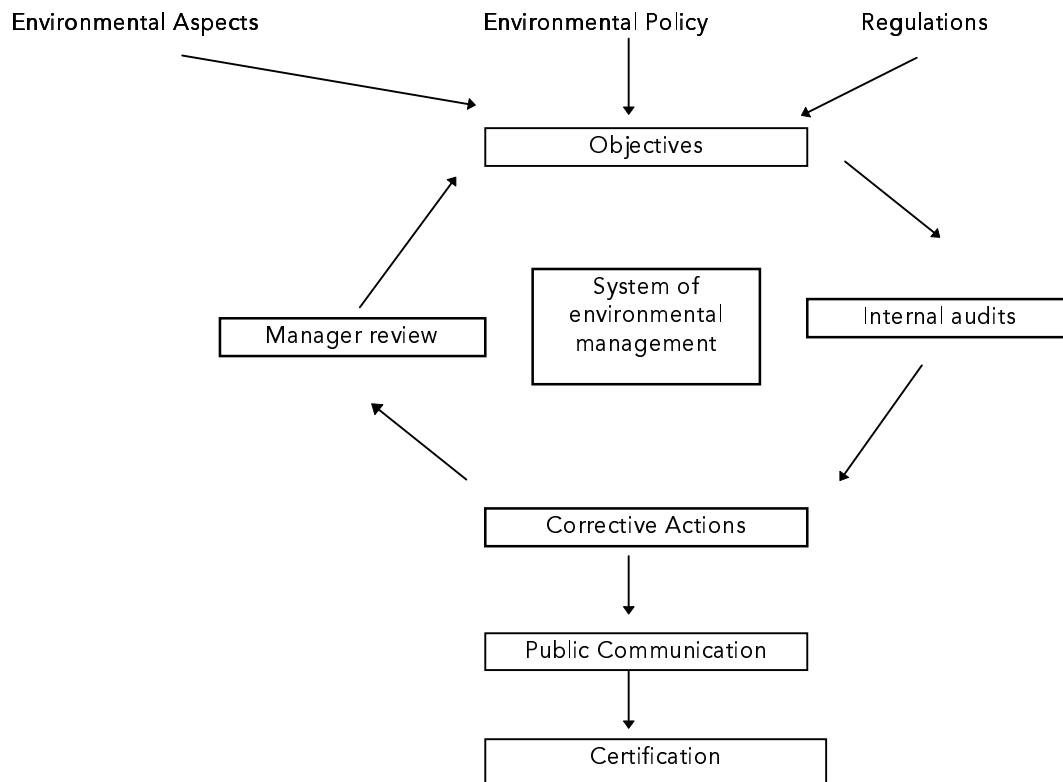 Environmental Aspects
Environmental Policy
Regulations
Objectives
System of
environmental
management
Internal audits
Manager review
Corrective Actions
Public Communication
Certification